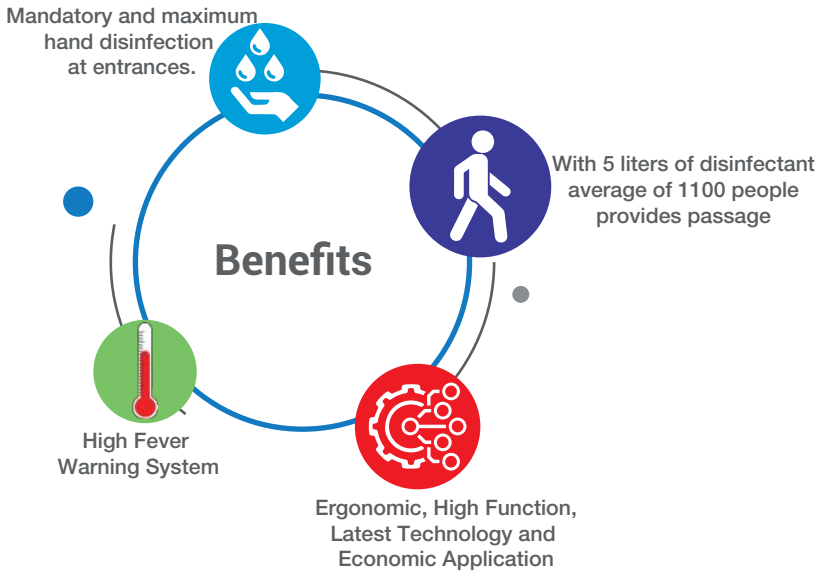 Mandatory and maximum
hand disinfection
at entrances.
With 5 liters of disinfectant
average of 1100 people
provides passage
Benefits
High Fever
Warning System
Ergonomic, High Function,
Latest Technology and
Economic Application